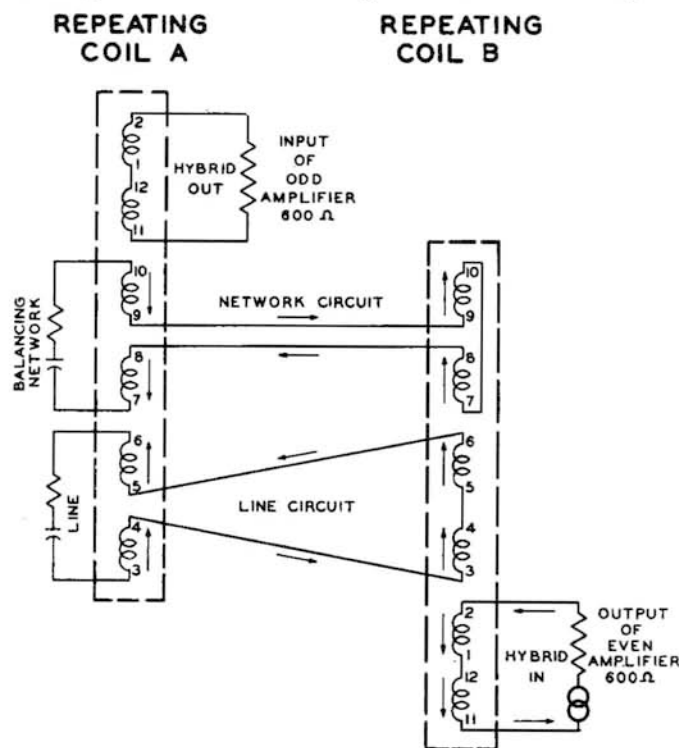 REPEATING
COIL A
REPEATING
COIL B
2
1
12
11
HYBRID
OUT
INPUT
OF
ODD
AMPLIFIER
600 Ω
10
9
8
7
BALANCING
NETWORK
NETWORK CIRCUIT
10
9
8
7
6
5
4
3
LINE
LINE CIRCUIT
6
5
4
3
2
1
12
11
HYBRID
IN
OUTPUT
OF
EVEN
AMPLIFIER
600Ω